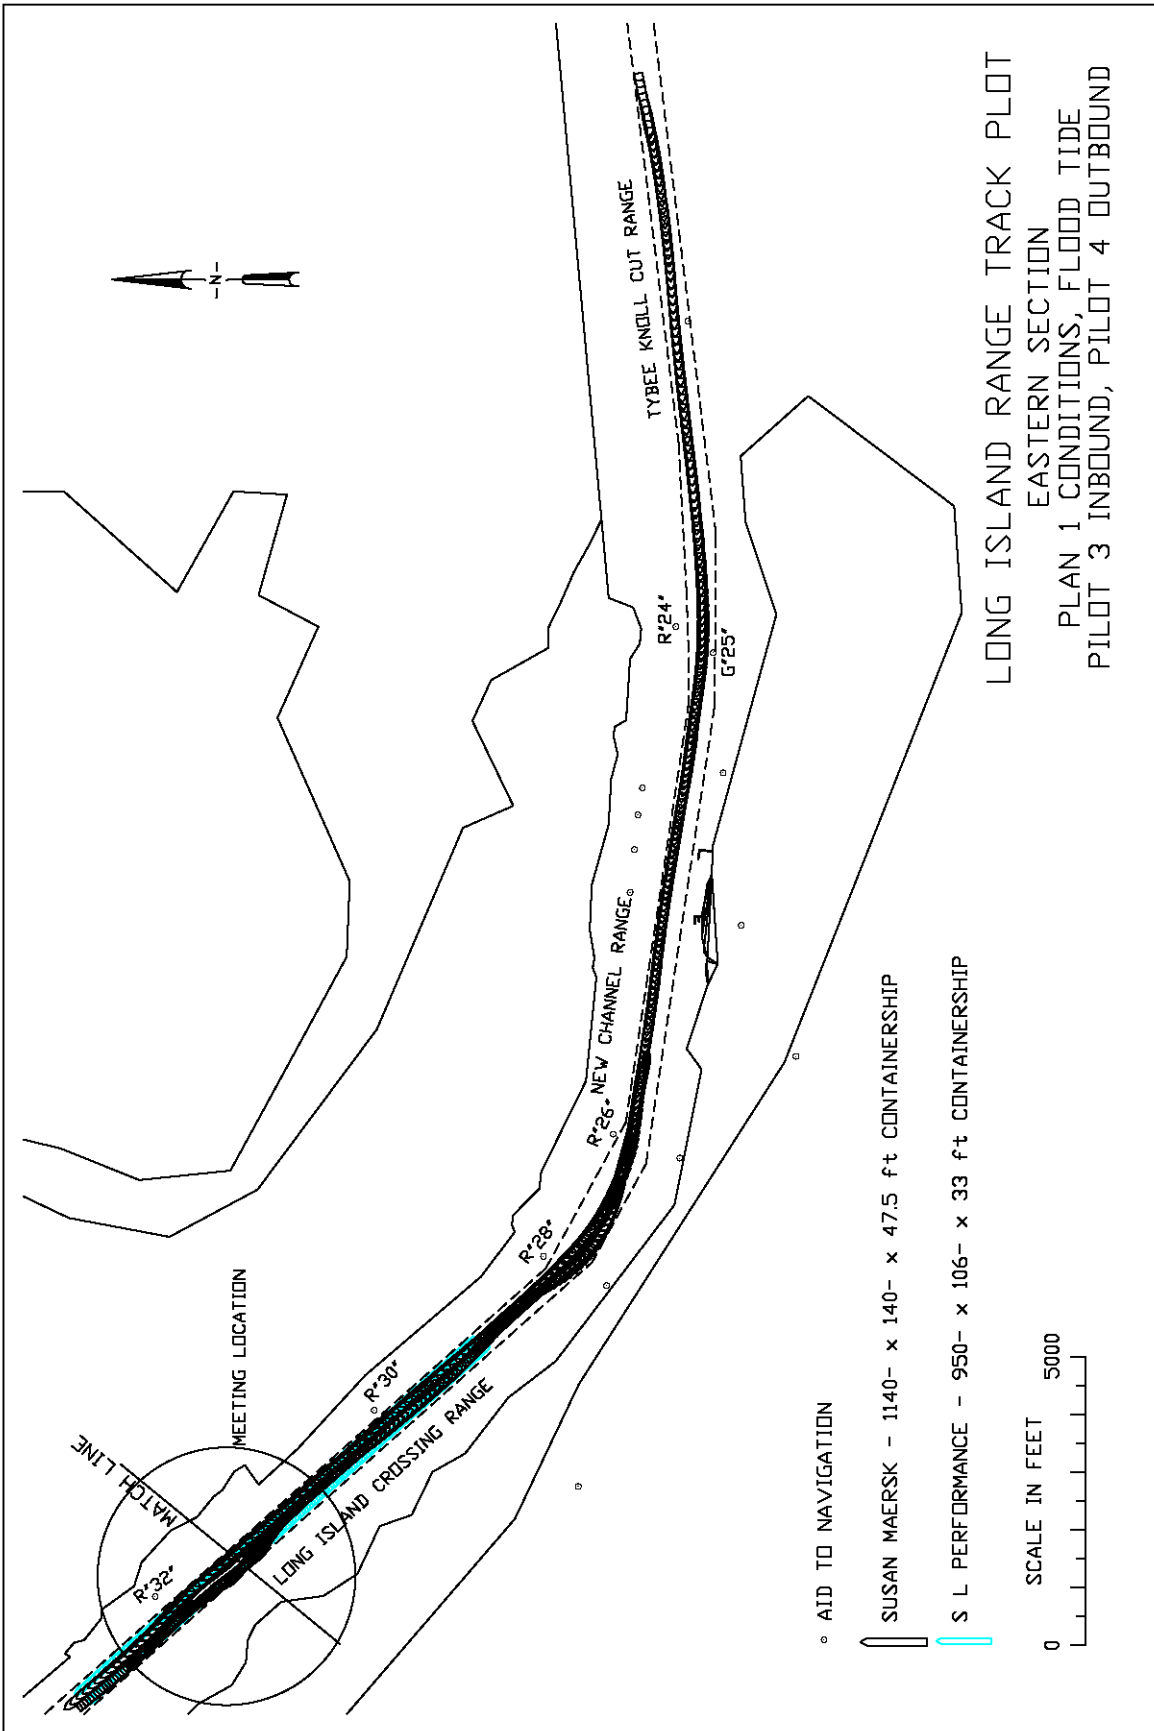 LONG ISLAND RANGE TRACK PLOT
EASTERN SECTION
PLAN 1 CONDITIONS, FLOOD TIDE
PILOT 3 INBOUND, PILOT 4 OUTBOUND
-N-
TYBEE KNOLL CUT RANGE
R"24"
G"25"
NEW CHANNEL RANGE
R"26"
R"28"
R"30"
MEETING LOCATION
MATCH LINE
R"32"
LONG ISLAND CROSSING RANGE
AID TO NAVIGATION
SUSAN MAERSK - 1140- x 140- x 47.5 ft CONTAINERSHIP
S L PERFORMANCE - 950- x 106- x 33 ft CONTAINERSHIP
SCALE IN FEET
0 5000